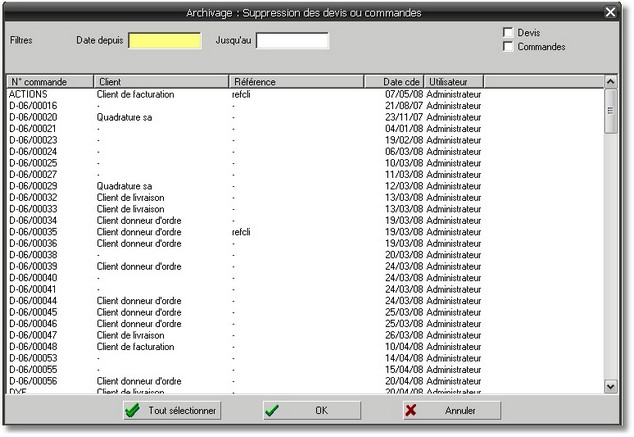 Archivage : Suppression des devis ou commandes
Filtres Date depuis Jusqu'au Devis
Commandes
N° commande Client Référence Date cde Utilisateur
ACTIONS Client de facturation refcli 07/05/08 Administrateur
D-06/00016 - - 21/08/07 Administrateur
D-06/00020 Quadrature sa - 23/11/07 Administrateur
D-06/00021 - - 04/01/08 Administrateur
D-06/00023 - - 19/02/08 Administrateur
D-06/00024 - - 06/03/08 Administrateur
D-06/00025 - - 10/03/08 Administrateur
D-06/00027 - - 11/03/08 Administrateur
D-06/00029 Quadrature sa - 12/03/08 Administrateur
D-06/00032 Client de livraison - 13/03/08 Administrateur
D-06/00033 Client de livraison - 13/03/08 Administrateur
D-06/00034 Client donneur d'ordre - 19/03/08 Administrateur
D-06/00035 Client donneur d'ordre refcli 19/03/08 Administrateur
D-06/00036 Client donneur d'ordre - 19/03/08 Administrateur
D-06/00038 - - 20/03/08 Administrateur
D-06/00039 Client donneur d'ordre - 24/03/08 Administrateur
D-06/00040 - - 24/03/08 Administrateur
D-06/00041 - - 24/03/08 Administrateur
D-06/00044 Client donneur d'ordre - 24/03/08 Administrateur
D-06/00045 Client donneur d'ordre - 25/03/08 Administrateur
D-06/00046 Client donneur d'ordre - 25/03/08 Administrateur
D-06/00047 Client de livraison - 26/03/08 Administrateur
D-06/00048 Client de facturation - 10/04/08 Administrateur
D-06/00053 - - 14/04/08 Administrateur
D-06/00055 - - 15/04/08 Administrateur
D-06/00056 Client donneur d'ordre - 20/04/08 Administrateur
DXF Client de livraison - 20/04/08 Administrateur
Tout sélectionner OK Annuler